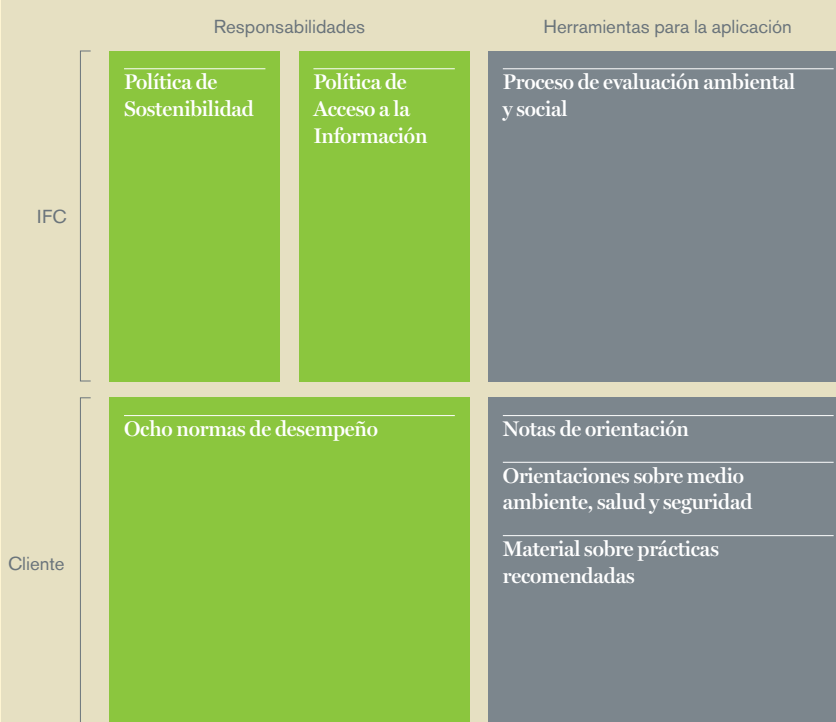 Responsabilidades
Herramientas para la aplicación
IFC
Política de
Sostenibilidad
Política de
Acceso a la
Información
Proceso de evaluación ambiental
y social
Cliente
Ocho normas de desempeño
Notas de orientación
Orientaciones sobre medio
ambiente, salud y seguridad
Material sobre prácticas
recomendadas